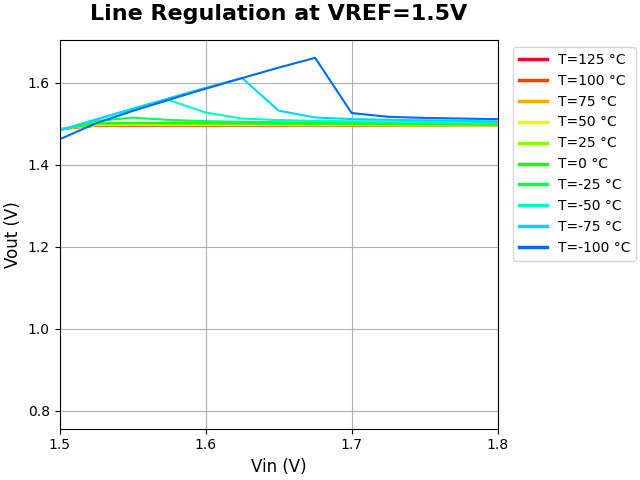 Line Regulation at VREF=1.5V
Vout (V)
1.6
1.4
1.2
1.0
0.8
1.5
1.6
1.7
1.8
Vin (V)
T=125 °C
T=100 °C
T=75 °C
T=50 °C
T=25 °C
T=0 °C
T=-25 °C
T=-50 °C
T=-75 °C
T=-100 °C